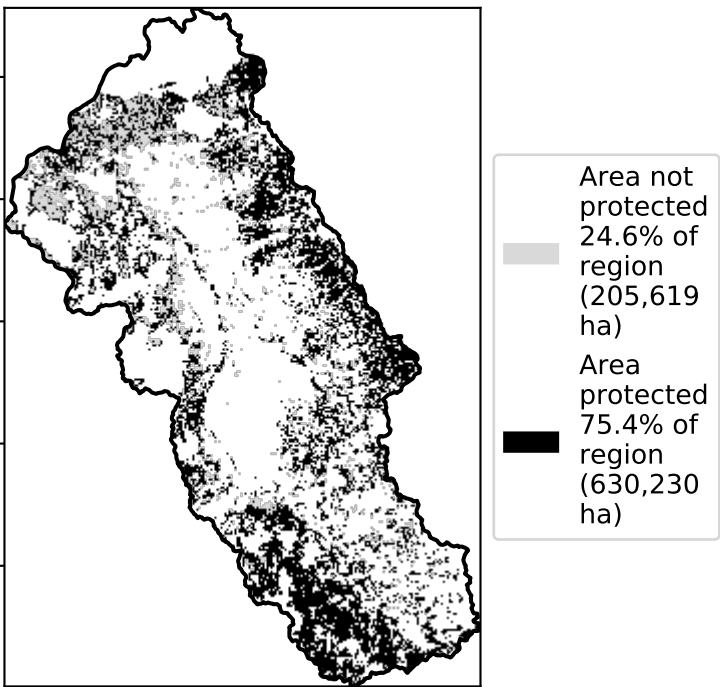 Area not
protected
24.6% of
region
(205,619
ha)
Area
protected
75.4% of
region
(630,230
ha)